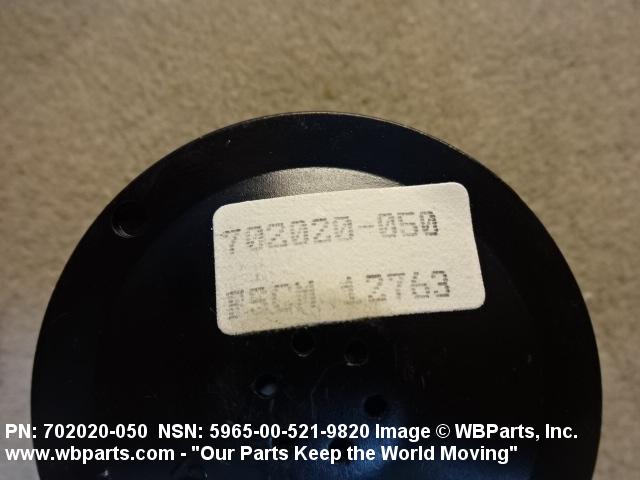 702020-050
FSCM 12763
PN: 702020-050 NSN: 5965-00-521-9820 Image © WBParts, Inc.
www.wbparts.com - "Our Parts Keep the World Moving"